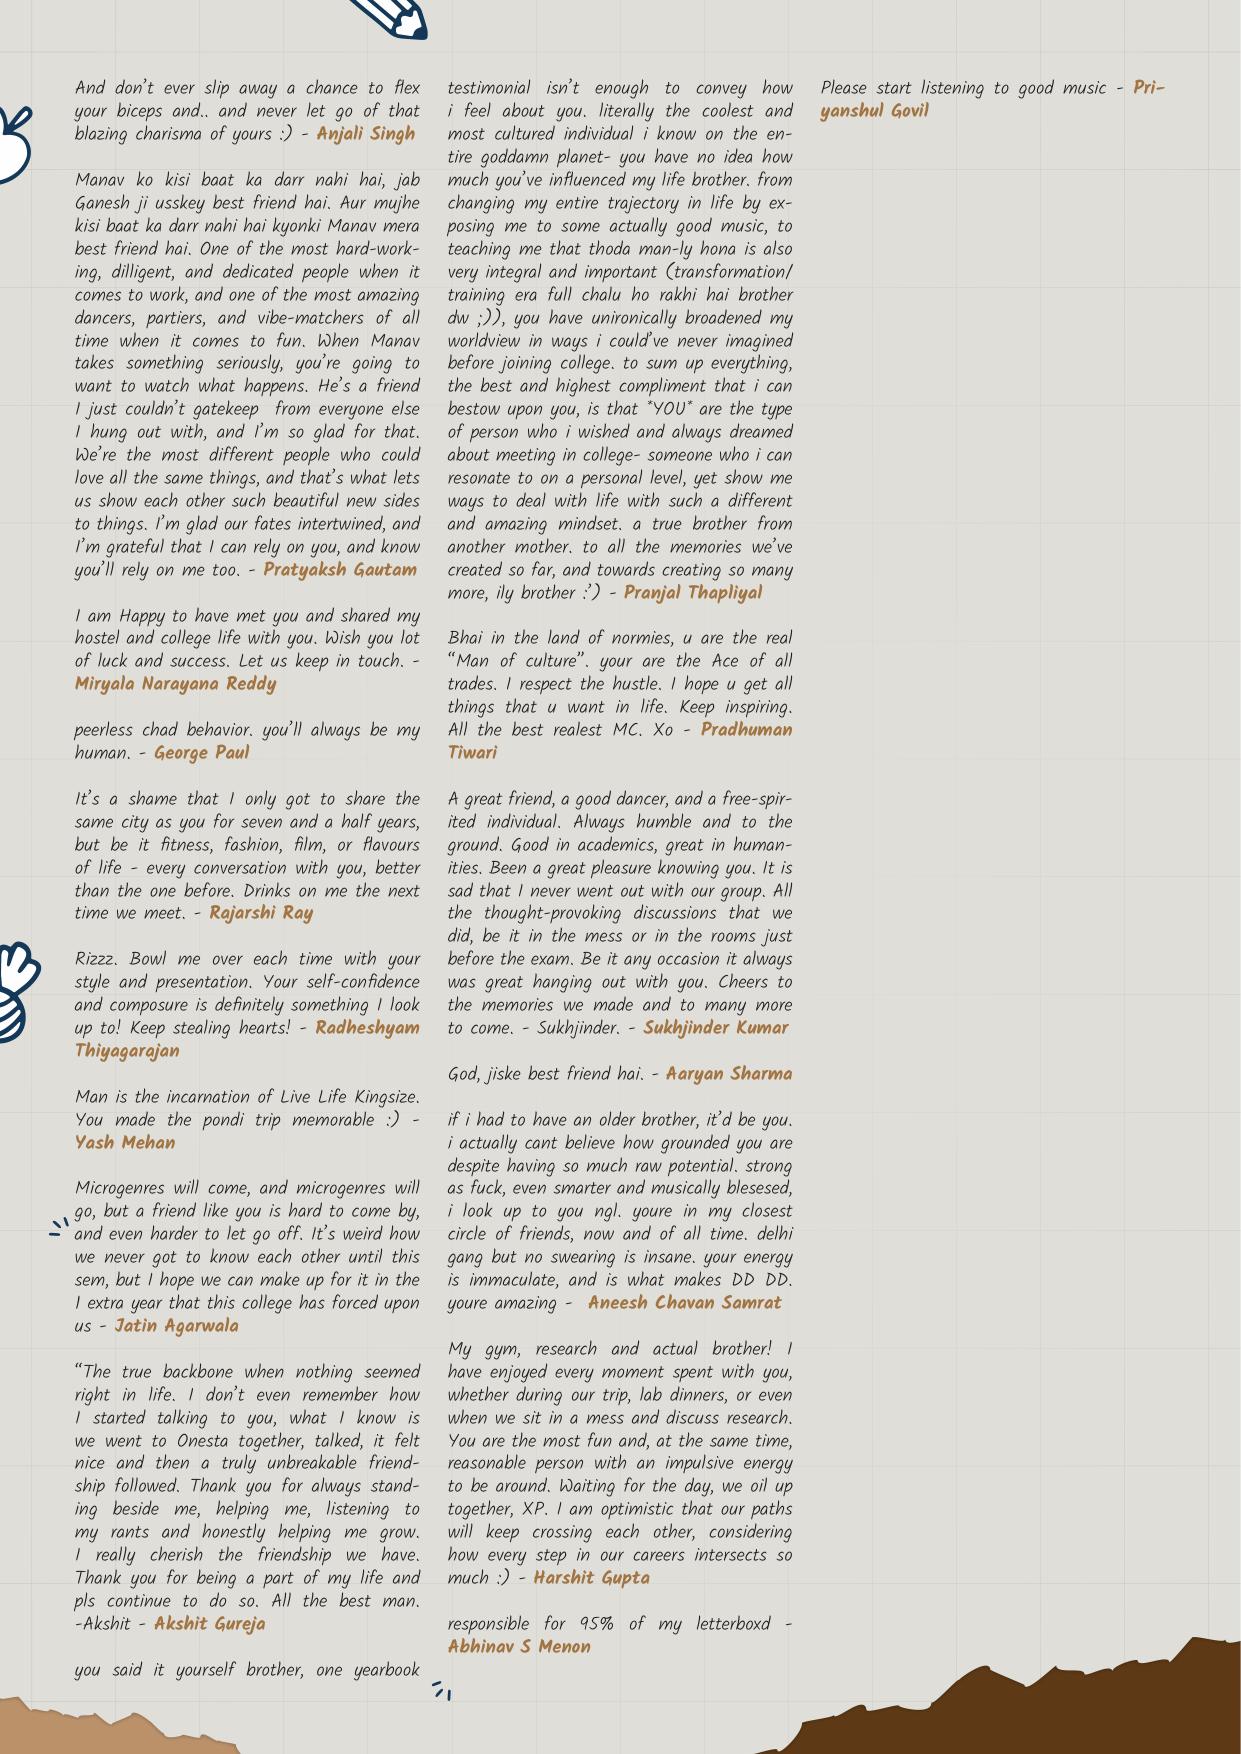 And don't ever slip away a chance to flex
your biceps and.. and never let go of that
blazing charisma of yours :) - Anjali Singh
Manav ko kisi baat ka darr nahi hai, jab
Ganesh ji usskey best friend hai. Aur mujhe
kisi baat ka darr nahi hai kyonki Manav mera
best friend hai. One of the most hard-work-
ing, dilligent, and dedicated people when it
comes to work, and one of the most amazing
dancers, partiers, and vibe-matchers of all
time when it comes to fun. When Manav
takes something seriously, you're going to
want to watch what happens. He's a friend
I just couldn't gatekeep from everyone else
I hung out with, and I'm so glad for that.
We're the most different people who could
love all the same things, and that's what lets
us show each other such beautiful new sides
to things. I'm glad our fates intertwined, and
I'm grateful that I can rely on you, and know
you'll rely on me too. - Pratyaksh Gautam
I am Happy to have met you and shared my
hostel and college life with you. Wish you lot
of luck and success. Let us keep in touch. -
Miryala Narayana Reddy
peerless chad behavior. you'll always be my
human. - George Paul
It's a shame that I only got to share the
same city as you for seven and a half years,
but be it fitness, fashion, film, or flavours
of life - every conversation with you, better
than the one before. Drinks on me the next
time we meet. - Rajarshi Ray
Rizzz. Bowl me over each time with your
style and presentation. Your self-confidence
and composure is definitely something I look
up to! Keep stealing hearts! - Radheshyam
Thiyagarajan
Man is the incarnation of Live Life Kingsize.
You made the pondi trip memorable :) -
Yash Mehan
Microgenres will come, and microgenres will
go, but a friend like you is hard to come by,
and even harder to let go off. It's weird how
we never got to know each other until this
sem, but I hope we can make up for it in the
1 extra year that this college has forced upon
us - Jatin Agarwala
"The true backbone when nothing seemed
right in life. I don't even remember how
I started talking to you, what I know is
we went to Onesta together, talked, it felt
nice and then a truly unbreakable friend-
ship followed. Thank you for always stand-
ing beside me, helping me, listening to
my rants and honestly helping me grow.
I really cherish the friendship we have.
Thank you for being a part of my life and
pls continue to do so. All the best man.
-Akshit - Akshit Gureja
you said it yourself brother, one yearbook
testimonial isn't enough to convey how
i feel about you. literally the coolest and
most cultured individual i know on the en-
tire goddamn planet- you have no idea how
much you've influenced my life brother. from
changing my entire trajectory in life by ex-
posing me to some actually good music, to
teaching me that thoda man-ly hona is also
very integral and important (transformation/
training era full chalu ho rakhi hai brother
dw ;)), you have unironically broadened my
worldview in ways i could've never imagined
before joining college. to sum up everything,
the best and highest compliment that i can
bestow upon you, is that *YOU* are the type
of person who i wished and always dreamed
about meeting in college- someone who i can
resonate to on a personal level, yet show me
ways to deal with life with such a different
and amazing mindset. a true brother from
another mother. to all the memories we've
created so far, and towards creating so many
more, ily brother :') - Pranjal Thapliyal
Bhai in the land of normies, u are the real
"Man of culture". your are the Ace of all
trades. I respect the hustle. I hope u get all
things that u want in life. Keep inspiring.
All the best realest MC. Xo - Pradhuman
Tiwari
A great friend, a good dancer, and a free-spir-
ited individual. Always humble and to the
ground. Good in academics, great in human-
ities. Been a great pleasure knowing you. It is
sad that I never went out with our group. All
the thought-provoking discussions that we
did, be it in the mess or in the rooms just
before the exam. Be it any occasion it always
was great hanging out with you. Cheers to
the memories we made and to many more
to come. - Sukhjinder. - Sukhjinder Kumar
God, jiske best friend hai. - Aaryan Sharma
if i had to have an older brother, it'd be you.
i actually cant believe how grounded you are
despite having so much raw potential. strong
as fuck, even smarter and musically blesesed,
i look up to you ngl. youre in my closest
circle of friends, now and of all time. delhi
gang but no swearing is insane. your energy
is immaculate, and is what makes DD DD.
youre amazing - Aneesh Chavan Samrat
My gym, research and actual brother! I
have enjoyed every moment spent with you,
whether during our trip, lab dinners, or even
when we sit in a mess and discuss research.
You are the most fun and, at the same time,
reasonable person with an impulsive energy
to be around. Waiting for the day, we oil up
together, XP. I am optimistic that our paths
will keep crossing each other, considering
how every step in our careers intersects so
much :) - Harshit Gupta
responsible for 95% of my letterboxd -
Abhinav S Menon
Please start listening to good music - Pri-
yanshul Govil